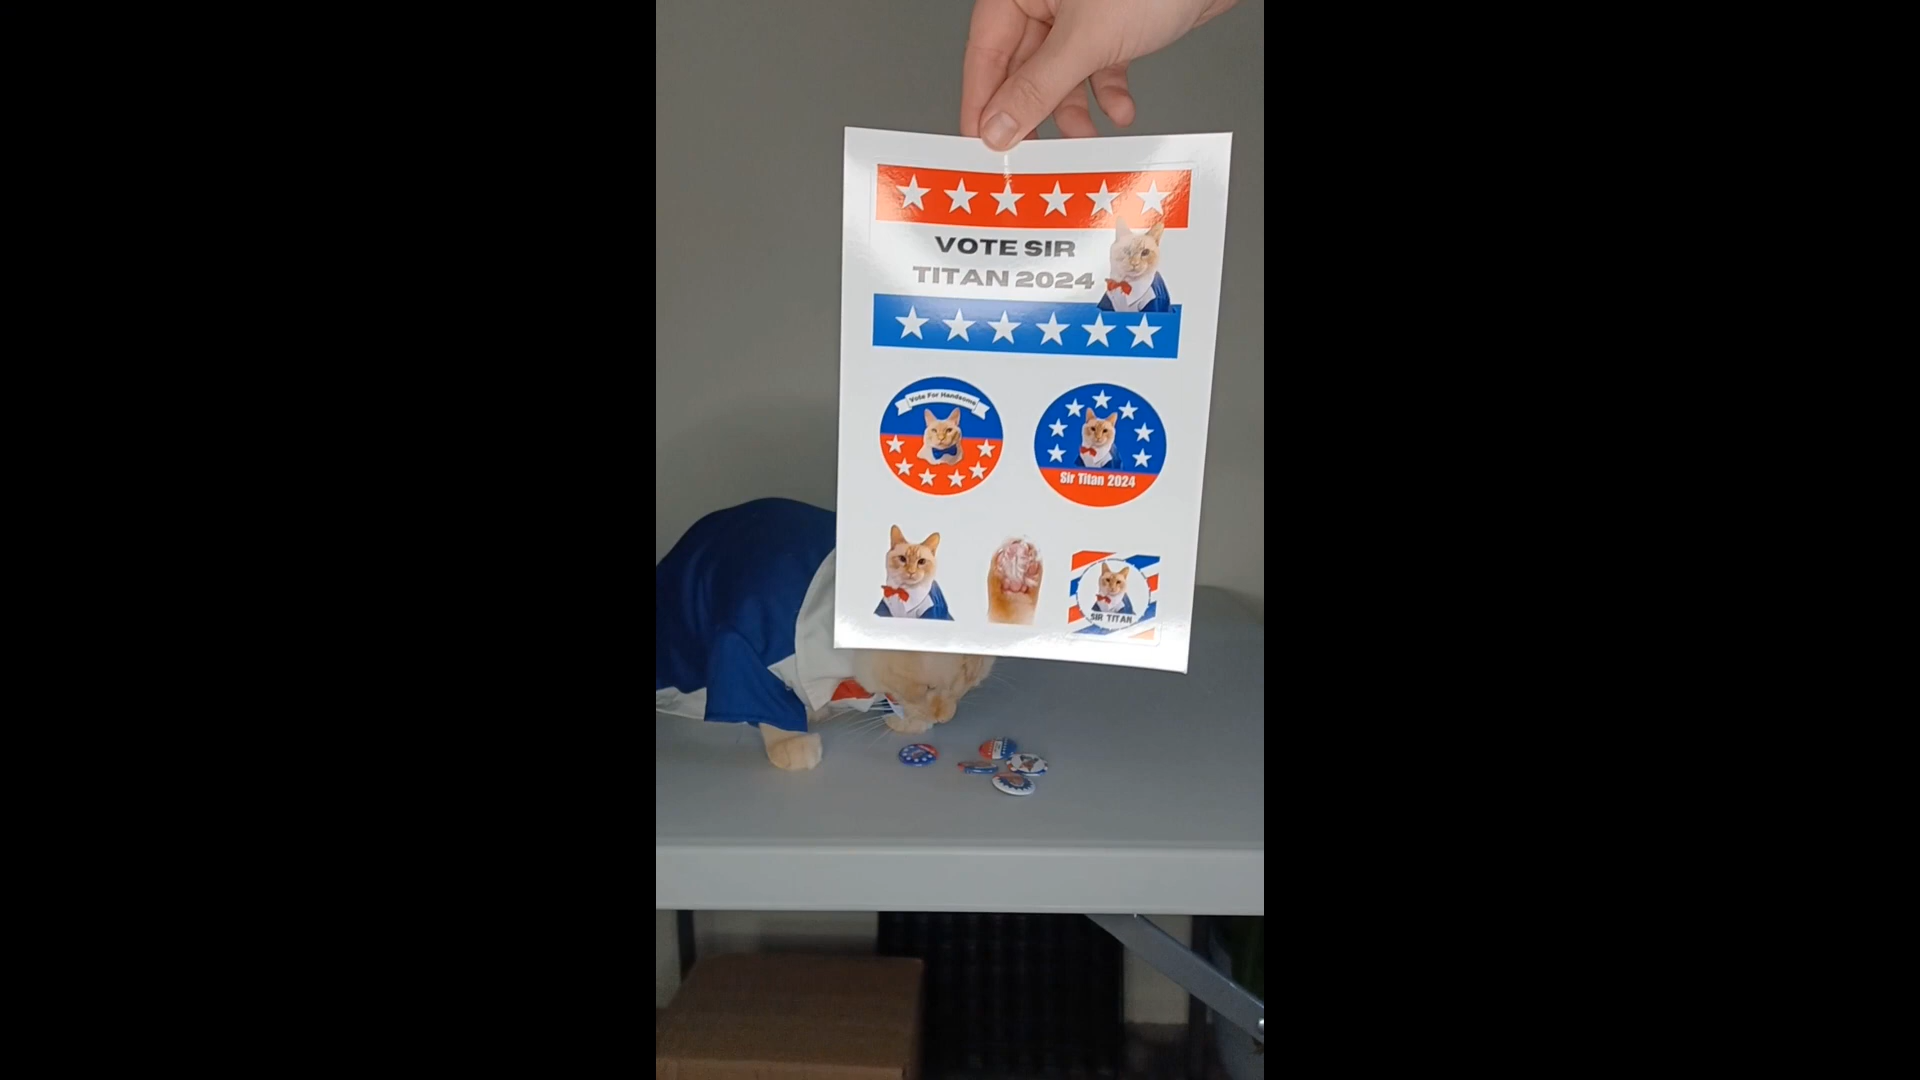 VOTE SIR
TITAN 2024
Vote For Handsome
Sir Titan 2024
SIR TITAN